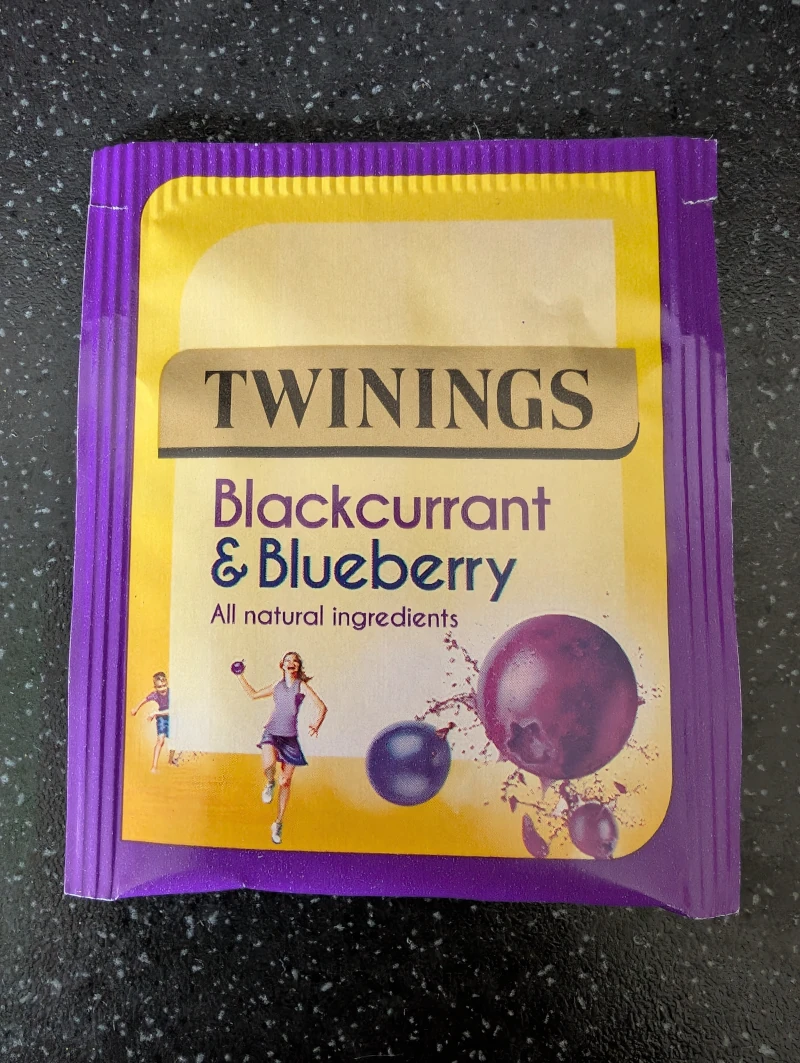 TWININGS
Blackcurrant
& Blueberry
All natural ingredients